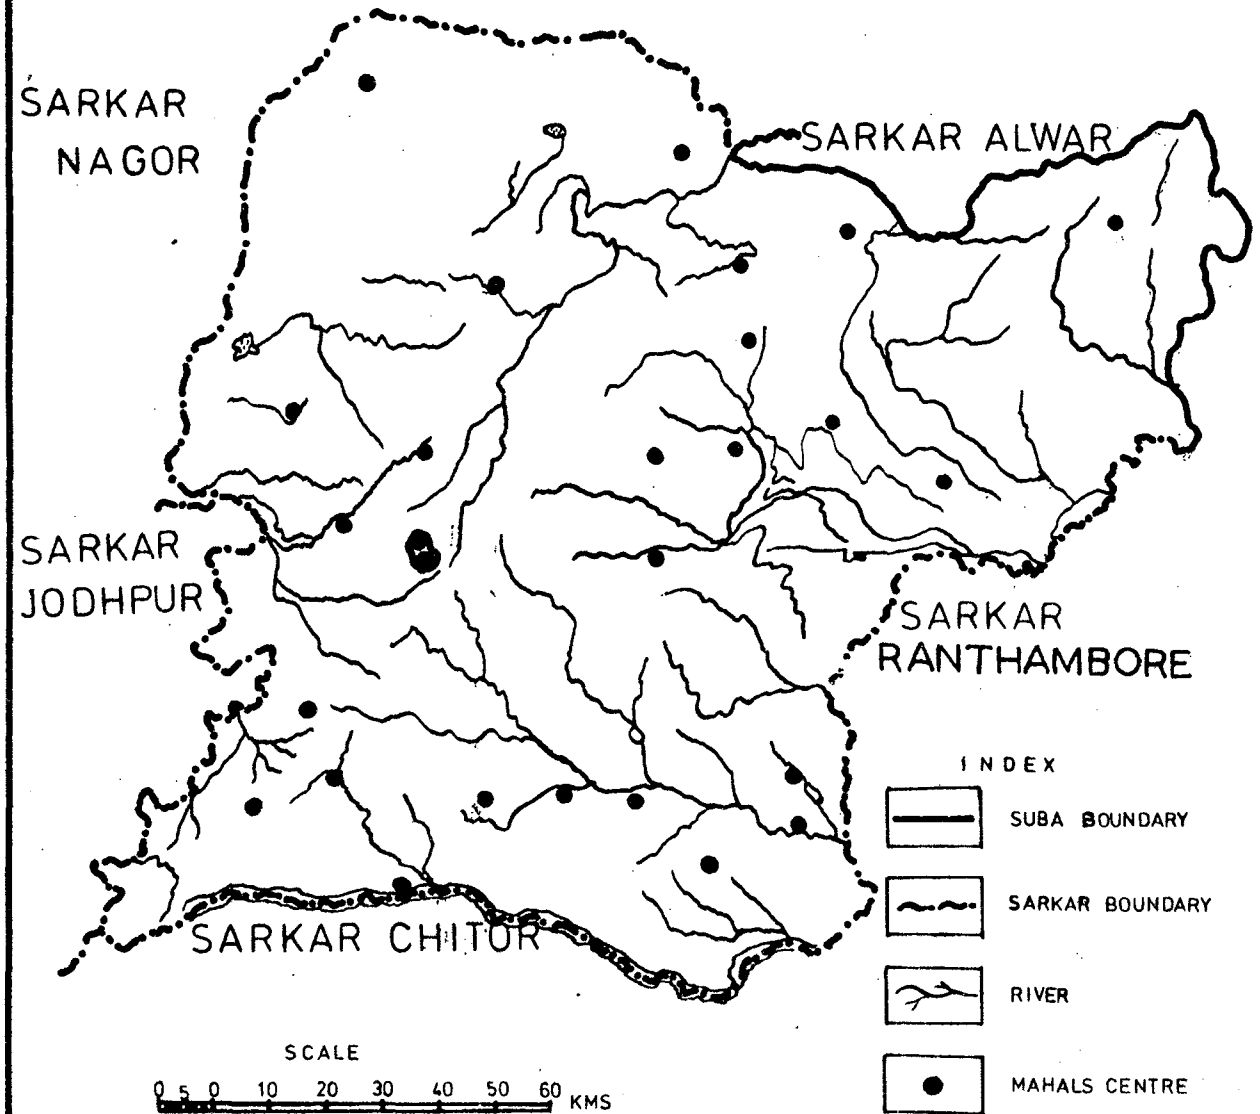 SARKAR
NAGOR
SARKAR ALWAR
SARKAR
JODHPUR
SARKAR
RANTHAMBORE
SARKAR CHITOR
INDEX
SUBA BOUNDARY
SARKAR BOUNDARY
RIVER
MAHALS CENTRE
SCALE
0 5 0 10 20 30 40 50 60 KMS